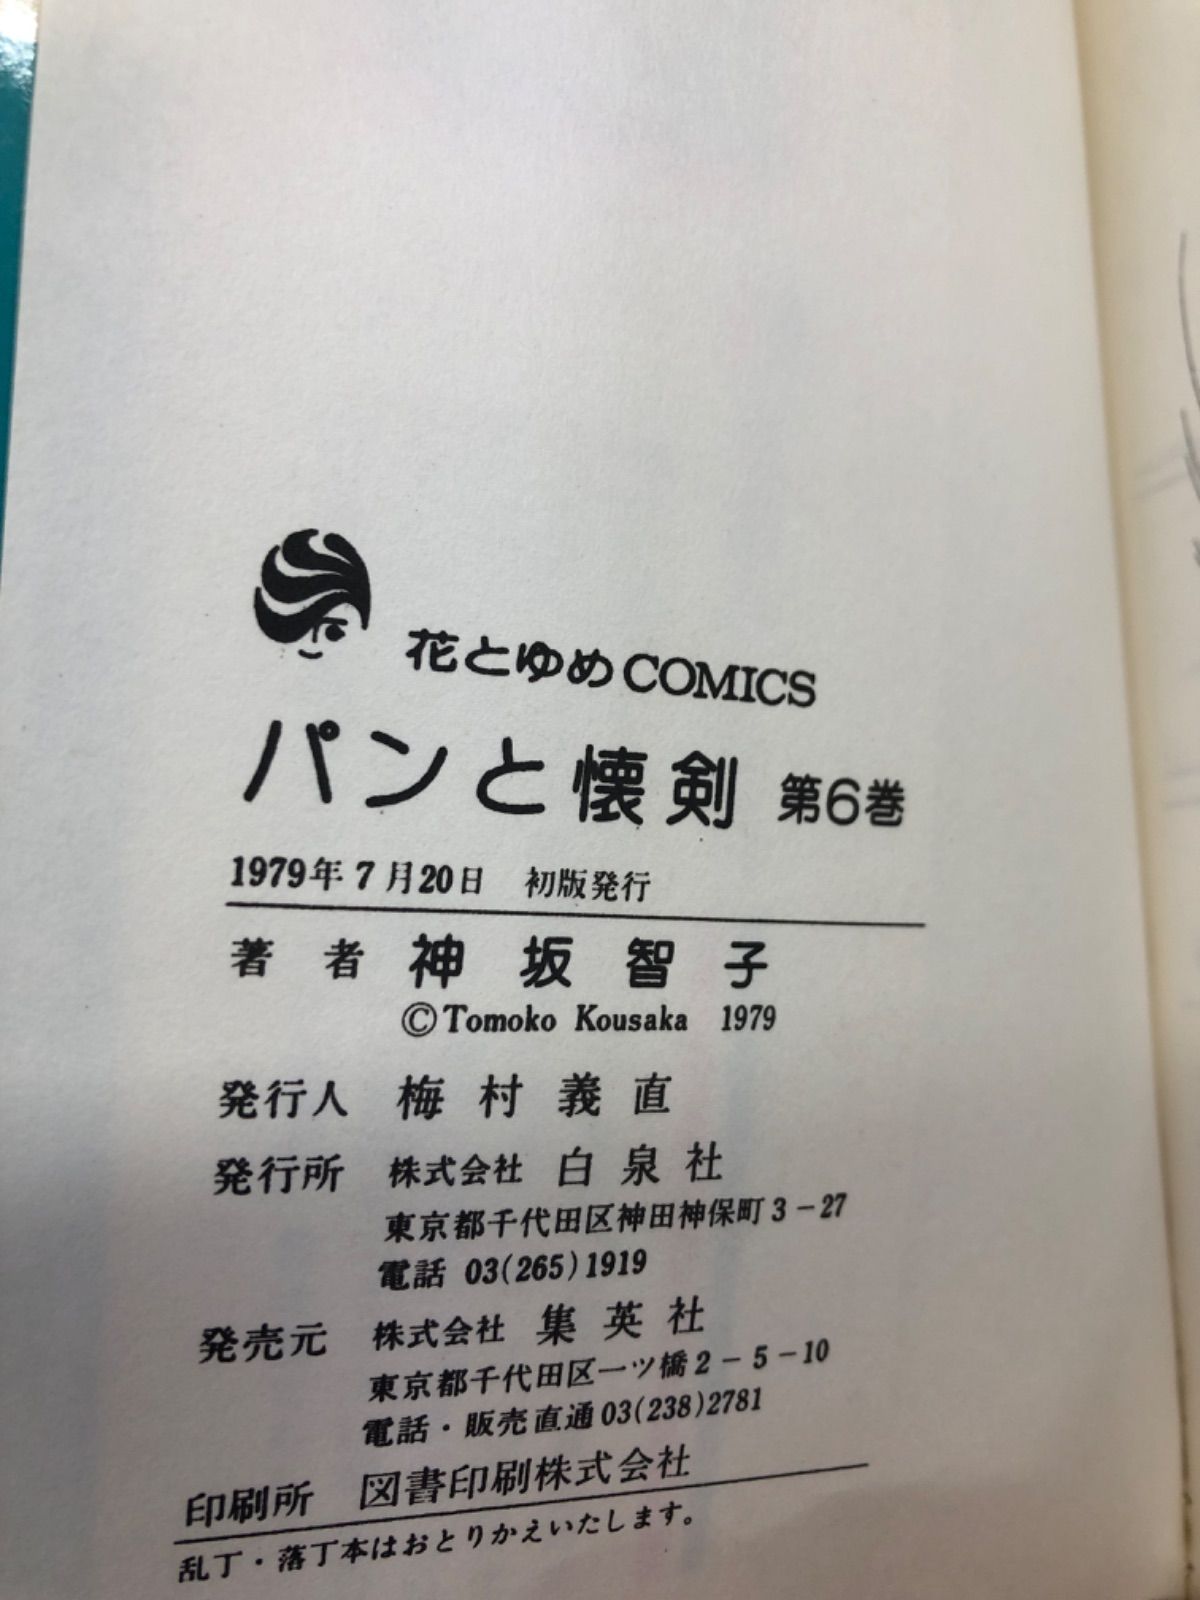 花とゆめCOMICS
パンと懐剣 第6巻
1979年7月20日 初版発行
著者 神坂智子
©Tomoko Kousaka 1979
発行人 梅村義直
発行所 株式会社 白泉社
東京都千代田区神田神保町3-27
電話 03(265)1919
発売元 株式会社 集英社
東京都千代田区一ツ橋2-5-10
電話・販売直通03(238)2781
印刷所 図書印刷株式会社
乱丁・落丁本はおとりかえいたします。